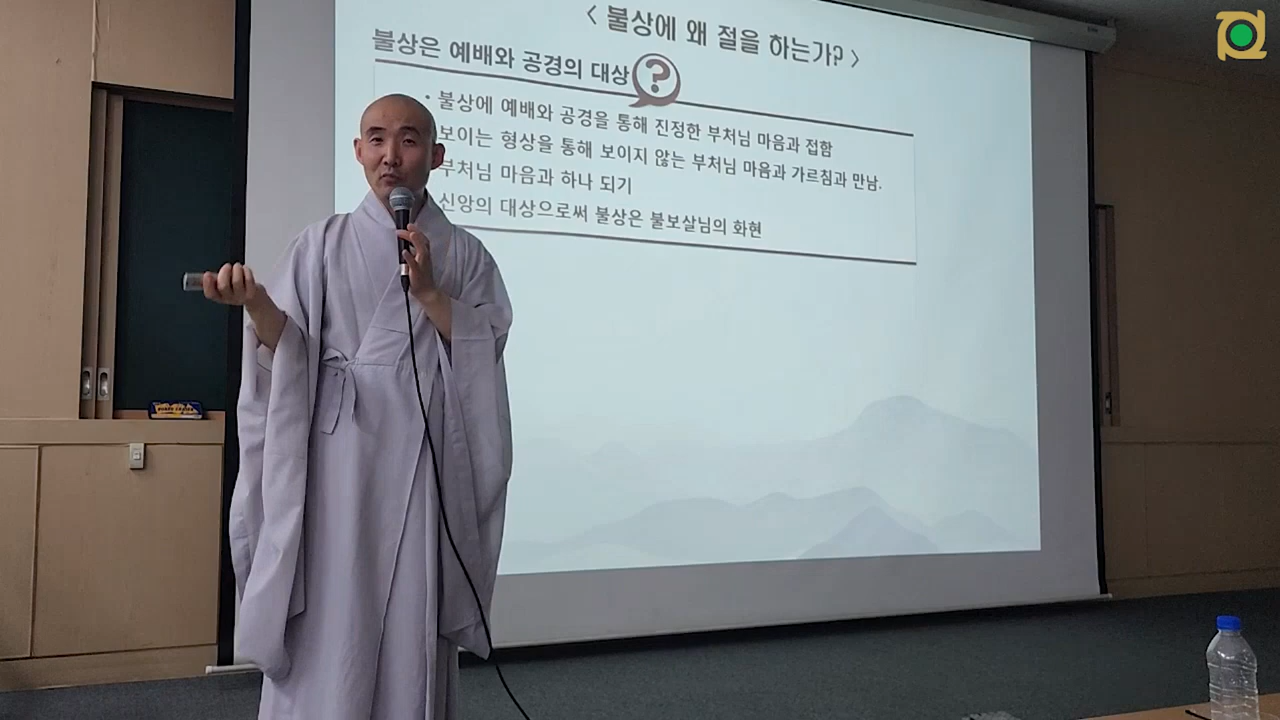 < 불상에 왜 절을 하는가? >
불상은 예배와 공경의 대상
?
• 불상에 예배와 공경을 통해 진정한 부처님 마음과 접함
보이는 형상을 통해 보이지 않는 부처님 마음과 가르침과 만남.
부처님 마음과 하나 되기
신앙의 대상으로써 불상은 불보살님의 화현